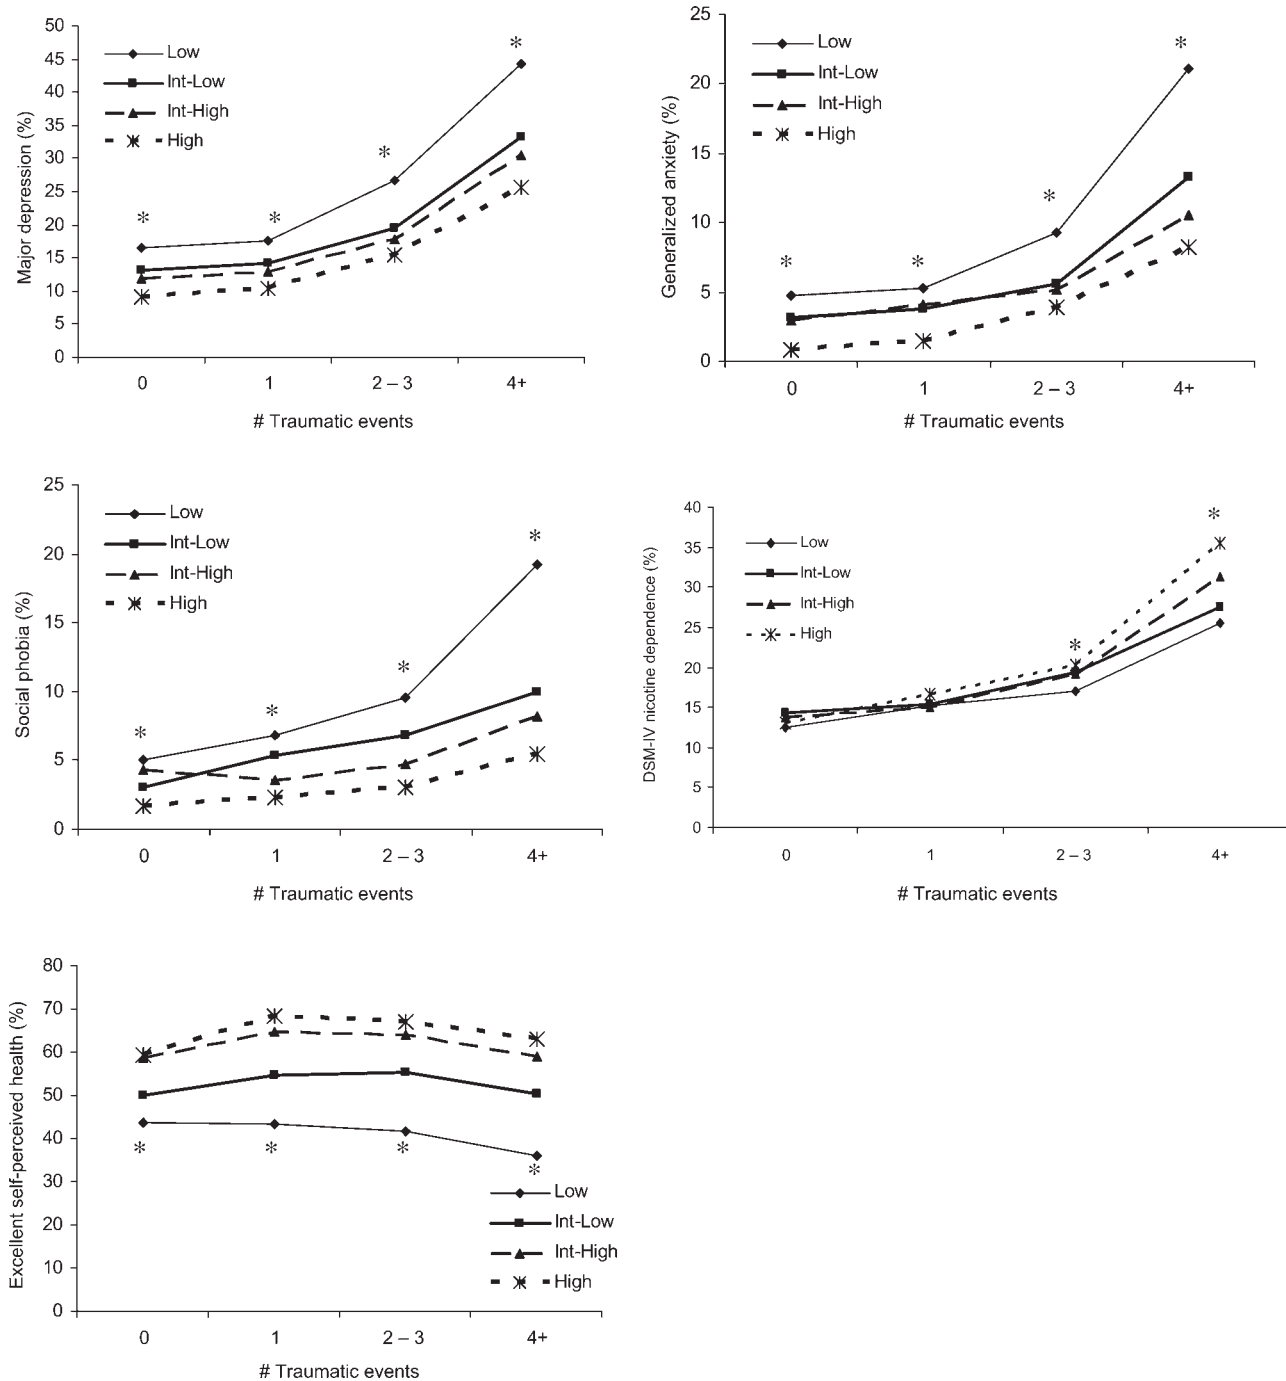 50
45
40
35
30
25
20
15
10
5
0
Major depression (%)
Low
Int-Low
Int-High
High
*
*
*
*
0 1 2 – 3 4+
# Traumatic events
25
20
15
10
5
0
Generalized anxiety (%)
Low
Int-Low
Int-High
High
*
*
*
*
0 1 2 – 3 4+
# Traumatic events
25
20
15
10
5
0
Social phobia (%)
Low
Int-Low
Int-High
High
*
*
*
*
0 1 2 – 3 4+
# Traumatic events
40
35
30
25
20
15
10
5
0
DSM-IV nicotine dependence (%)
Low
Int-Low
Int-High
High
*
*
0 1 2 – 3 4+
# Traumatic events
80
70
60
50
40
30
20
10
0
Excellent self-perceived health (%)
*
*
*
*
Low
Int-Low
Int-High
High
0 1 2 – 3 4+
# Traumatic events